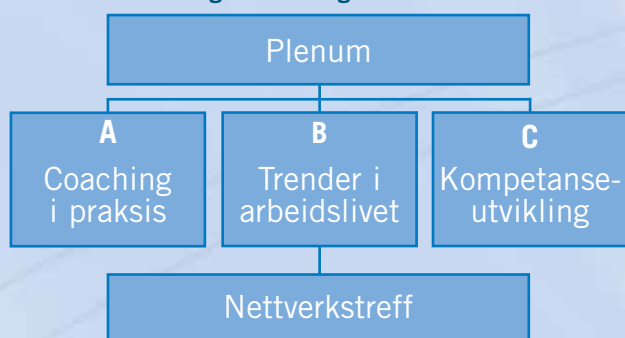 Plenum
A
Coaching
i praksis
B
Trender i
arbeidslivet
C
Kompetanse-
utvikling
Nettverkstreff